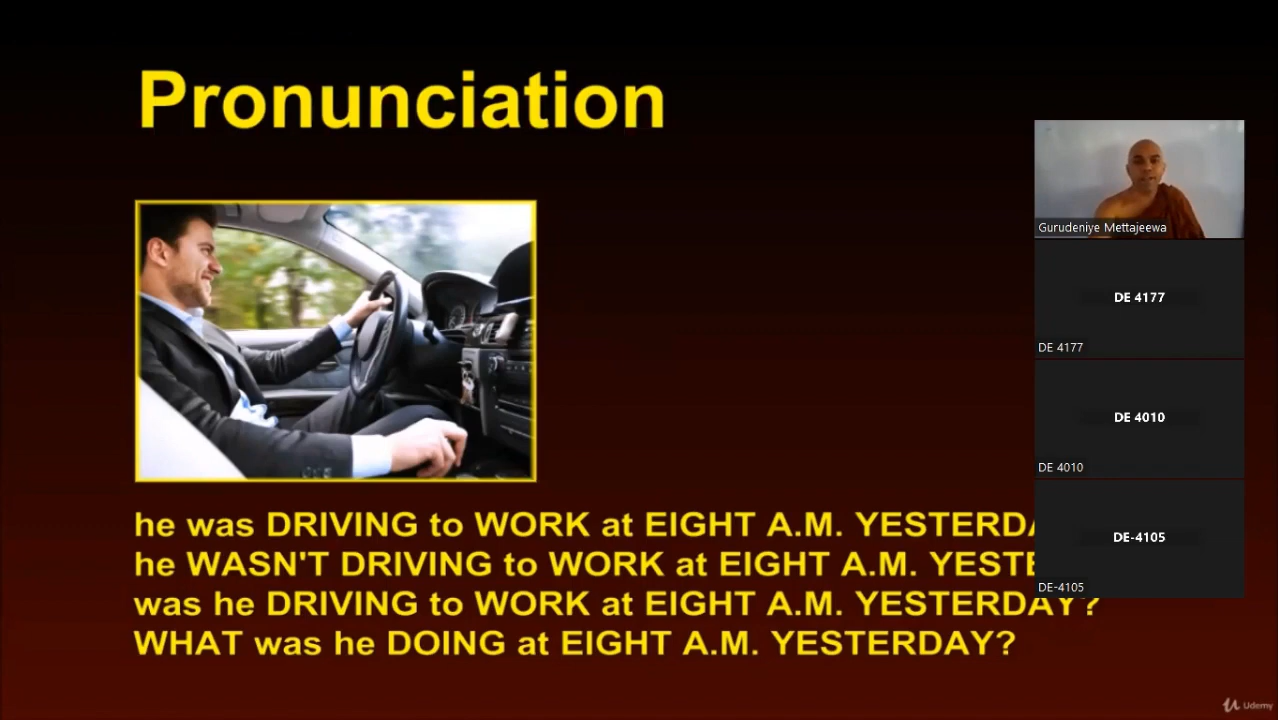 Pronunciation
he was DRIVING to WORK at EIGHT A.M.
he WASN'T DRIVING to WORK at EIGHT A.M.
was he DRIVING to WORK at EIGHT A.M. YESTERDAY?
WHAT was he DOING at EIGHT A.M. YESTERDAY?
Gurudeniye Mettajeewa
DE 4177
DE 4177
DE 4010
DE 4010
DE-4105
DE-4105
Udemy